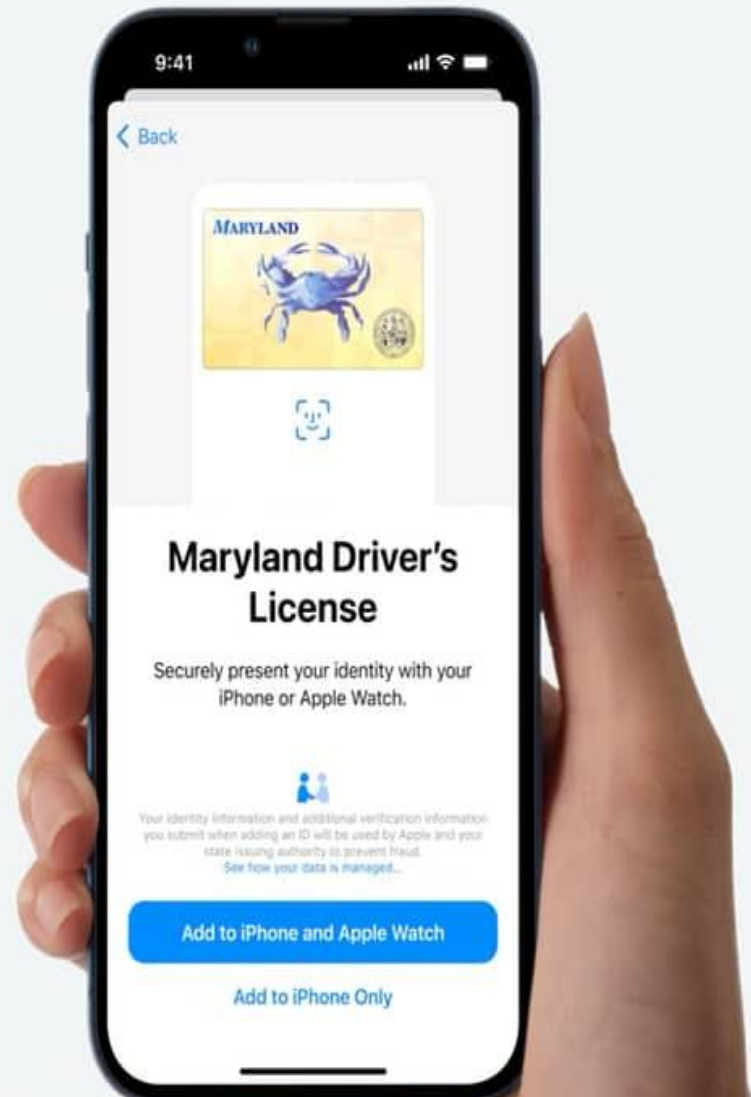 9:41
Back
MARYLAND
Maryland Driver's
License
Securely present your identity with your
iPhone or Apple Watch.
Your identity information and additional verification information
you submit when adding an ID will be used by Apple and your
state issuing authority to prevent fraud.
See how your data is managed...
Add to iPhone and Apple Watch
Add to iPhone Only